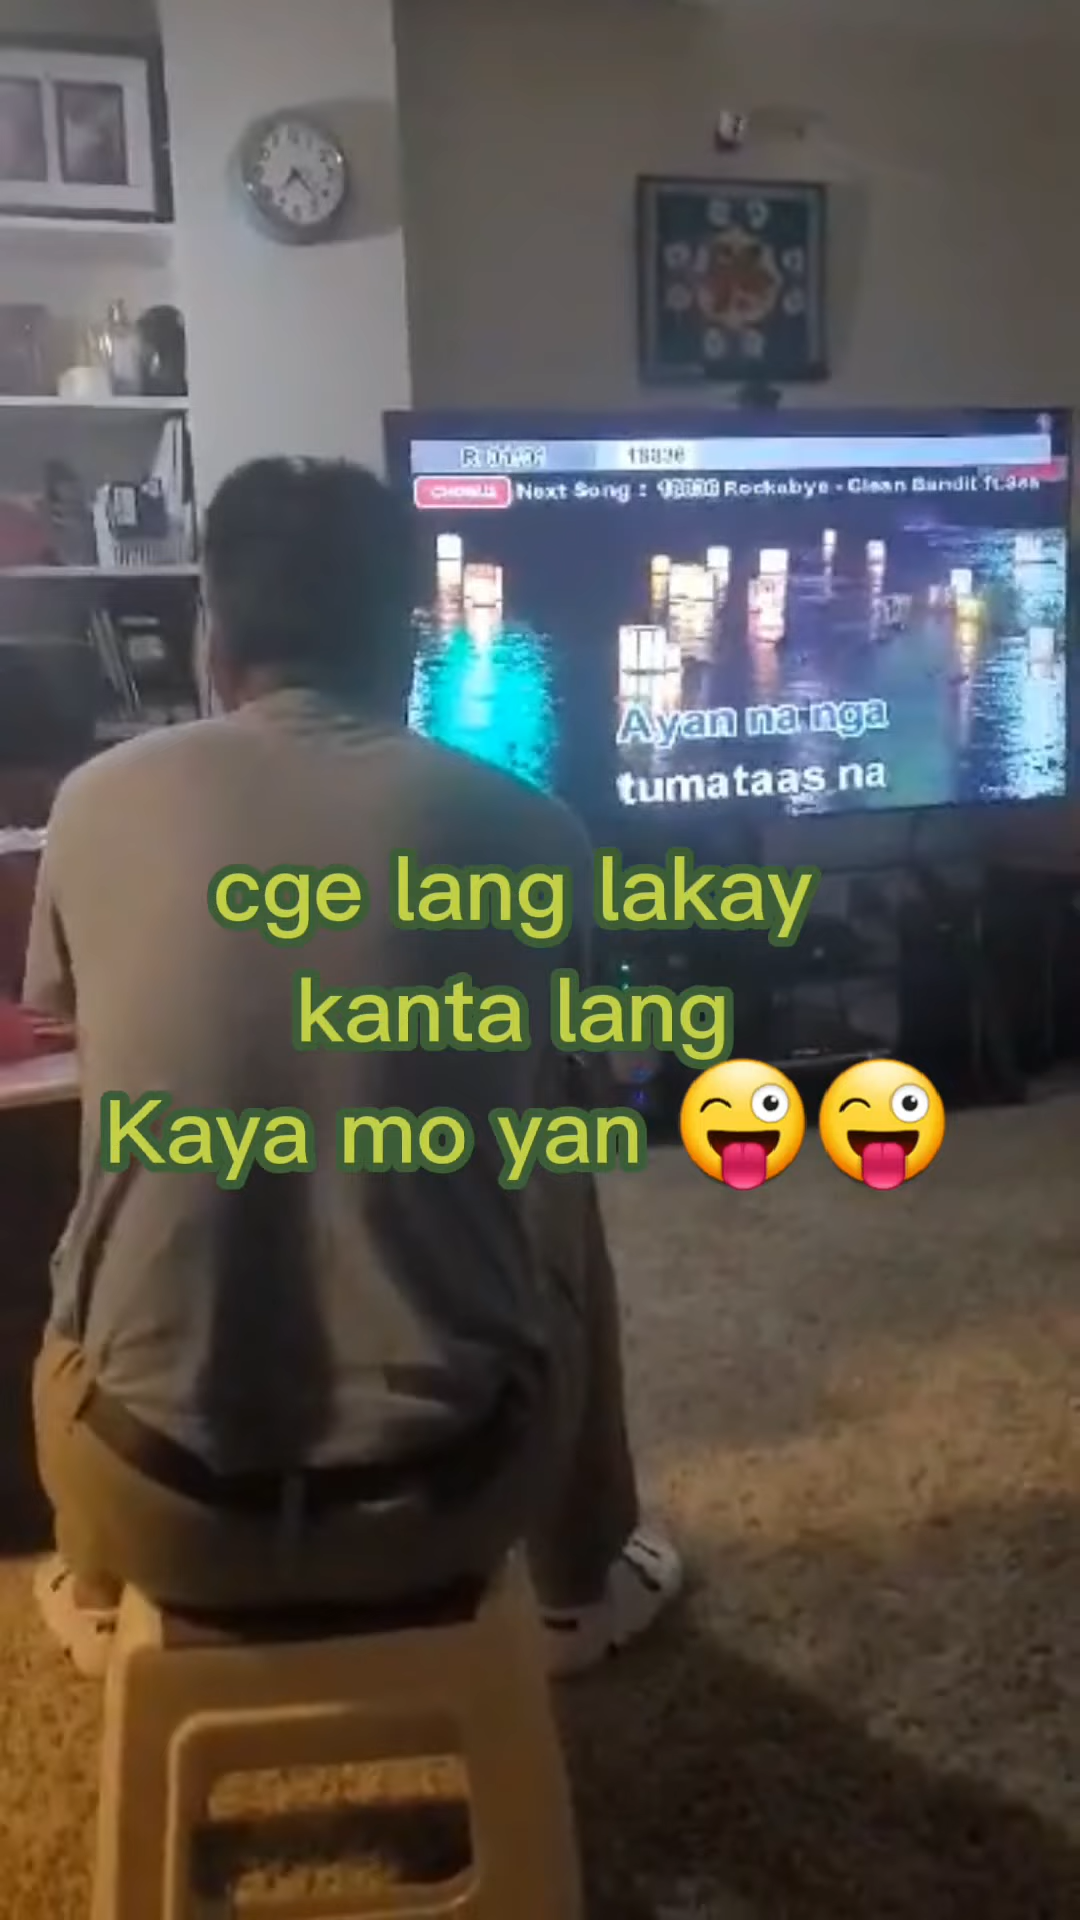 18836
Next Song : Rockabye - Clean Bandit ft.
Ayan na nga
tumataas na
cge lang lakay
kanta lang
Kaya mo yan 😜😜